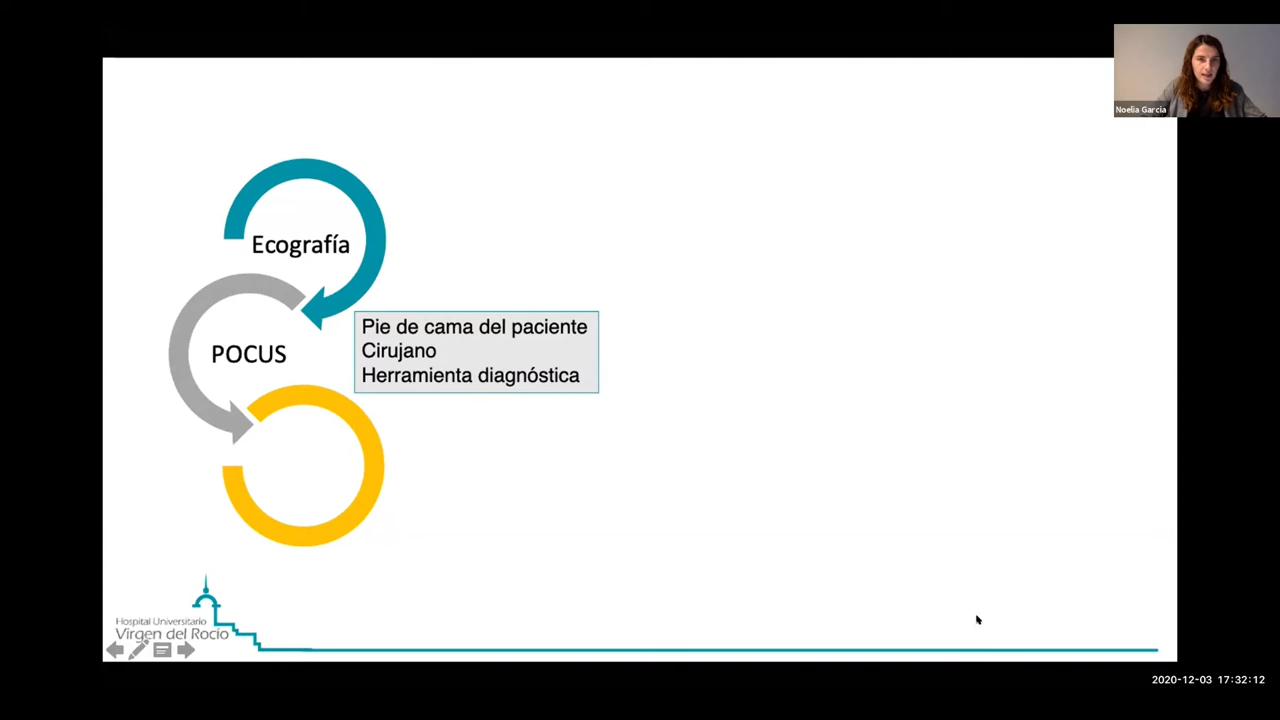 Noelia Garcia
Ecografía
POCUS
Pie de cama del paciente
Cirujano
Herramienta diagnóstica
Hospital Universitario
Virgen del Rocío
2020-12-03 17:32:12